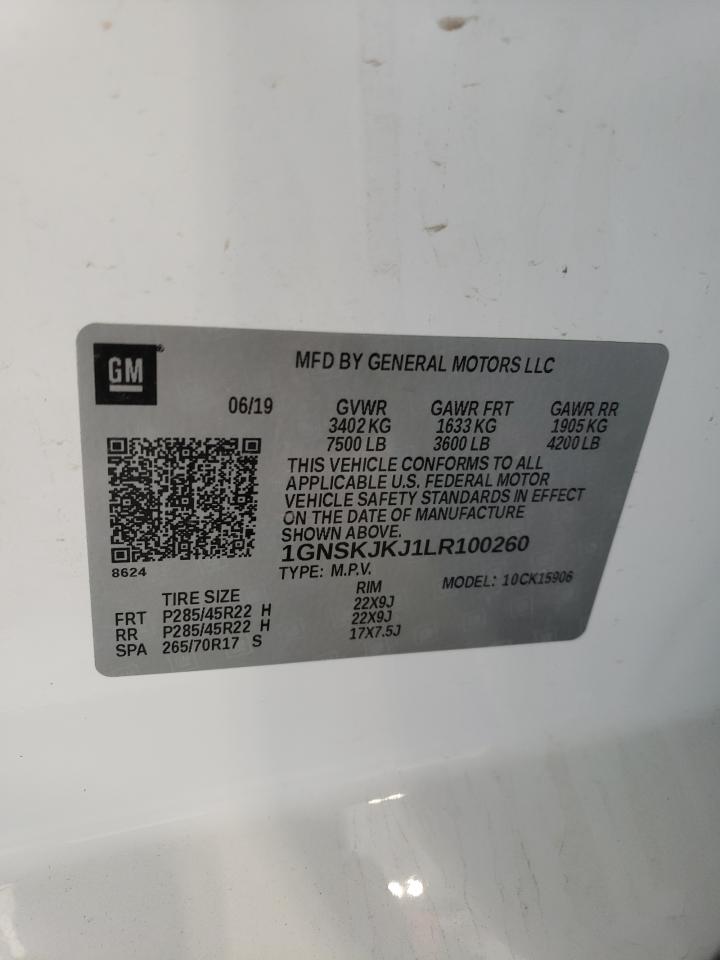 GM
MFD BY GENERAL MOTORS LLC
06/19 GVWR GAWR FRT GAWR RR
3402 KG 1633 KG 1905 KG
7500 LB 3600 LB 4200 LB
THIS VEHICLE CONFORMS TO ALL
APPLICABLE U.S. FEDERAL MOTOR
VEHICLE SAFETY STANDARDS IN EFFECT
ON THE DATE OF MANUFACTURE
SHOWN ABOVE.
1GNSKJKJ1LR100260
8624
TYPE: M.P.V. MODEL: 10CK15906
TIRE SIZE RIM
FRT P285/45R22 H 22X9J
RR P285/45R22 H 22X9J
SPA 265/70R17 S 17X7.5J